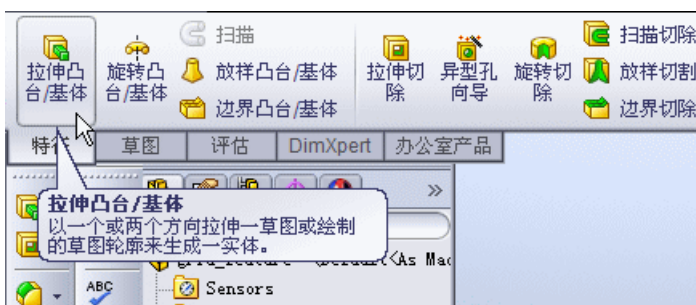 扫描
扫描切除
拉伸凸台/基体
旋转凸台/基体
放样凸台/基体
拉伸切除
异型孔向导
旋转切除
放样切割
边界凸台/基体
边界切除
草图
评估
DimXpert
办公室产品
拉伸凸台/基体
以一个或两个方向拉伸一草图或绘制
的草图轮廓来生成一实体。
Sensors
ABC